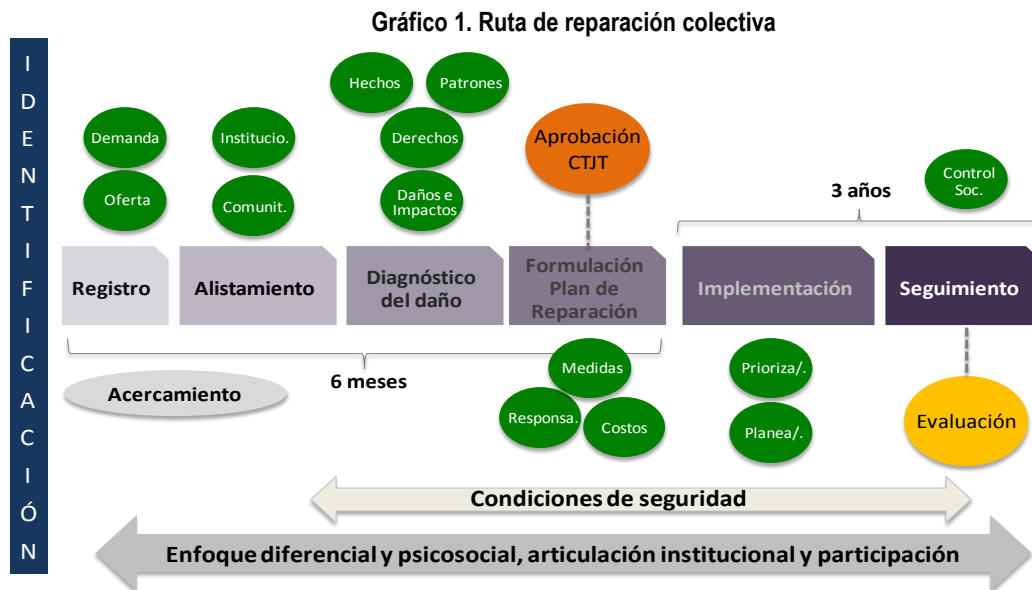 Gráfico 1. Ruta de reparación colectiva
IDENTIFICACIÓN
Hechos
Patrones
Demanda
Institucio.
Derechos
Aprobación
CTJT
Oferta
Comunit.
Daños e
Impactos
3 años
Control
Soc.
Registro
Alistamiento
Diagnóstico
del daño
Formulación
Plan de
Reparación
Implementación
Seguimiento
6 meses
Acercamiento
Medidas
Responsa.
Costos
Prioriza/.
Planea/.
Evaluación
Condiciones de seguridad
Enfoque diferencial y psicosocial, articulación institucional y participación